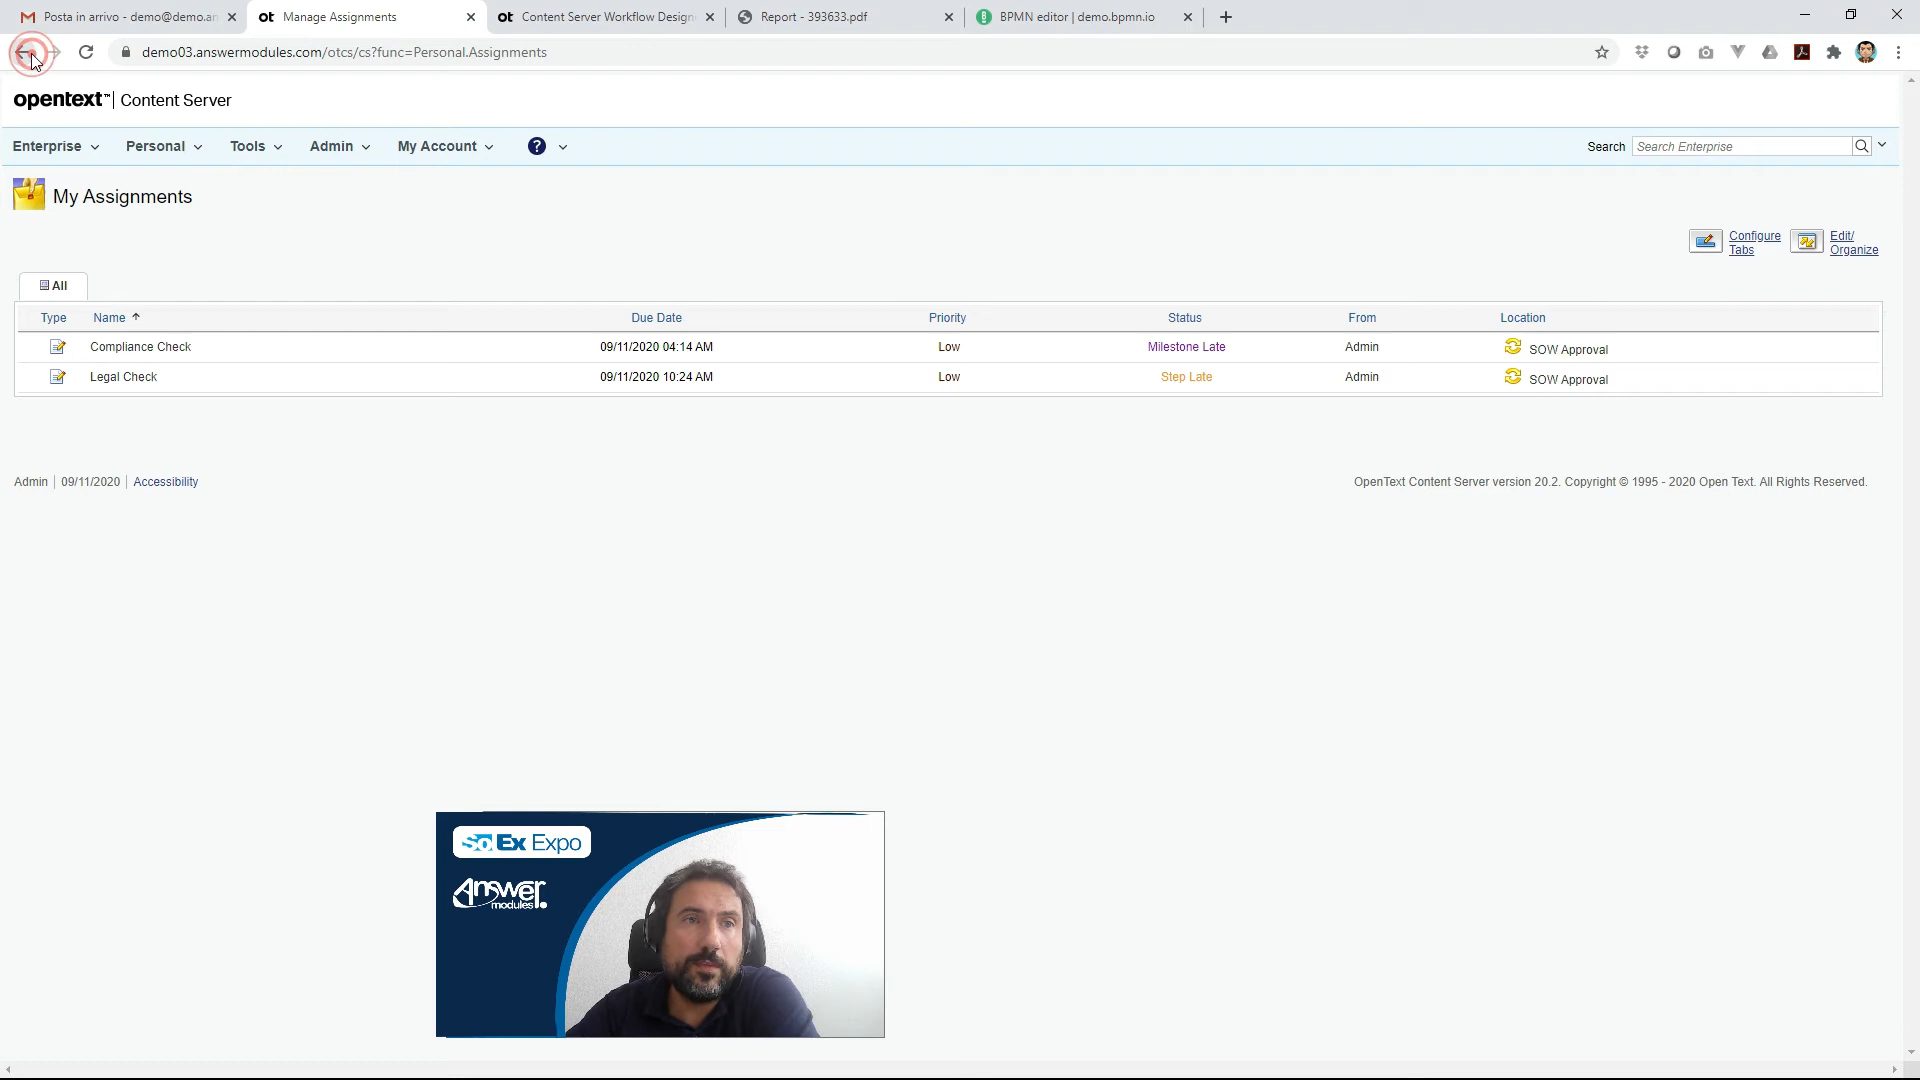 Posta in arrivo - demo@demo.an
Manage Assignments
ot Content Server Workflow Design
Report - 393633.pdf
BPMN editor | demo.bpmn.io
demo03.answermodules.com/otcs/cs?func=Personal.Assignments
opentext™ | Content Server
Enterprise Personal Tools Admin My Account ? Search Search Enterprise
My Assignments
Configure Tabs
Edit/ Organize
All
Type Name Due Date Priority Status From Location
Compliance Check 09/11/2020 04:14 AM Low Milestone Late Admin SOW Approval
Legal Check 09/11/2020 10:24 AM Low Step Late Admin SOW Approval
Admin | 09/11/2020 | Accessibility OpenText Content Server version 20.2. Copyright © 1995 - 2020 Open Text. All Rights Reserved.
SoEx Expo
Answer
modules